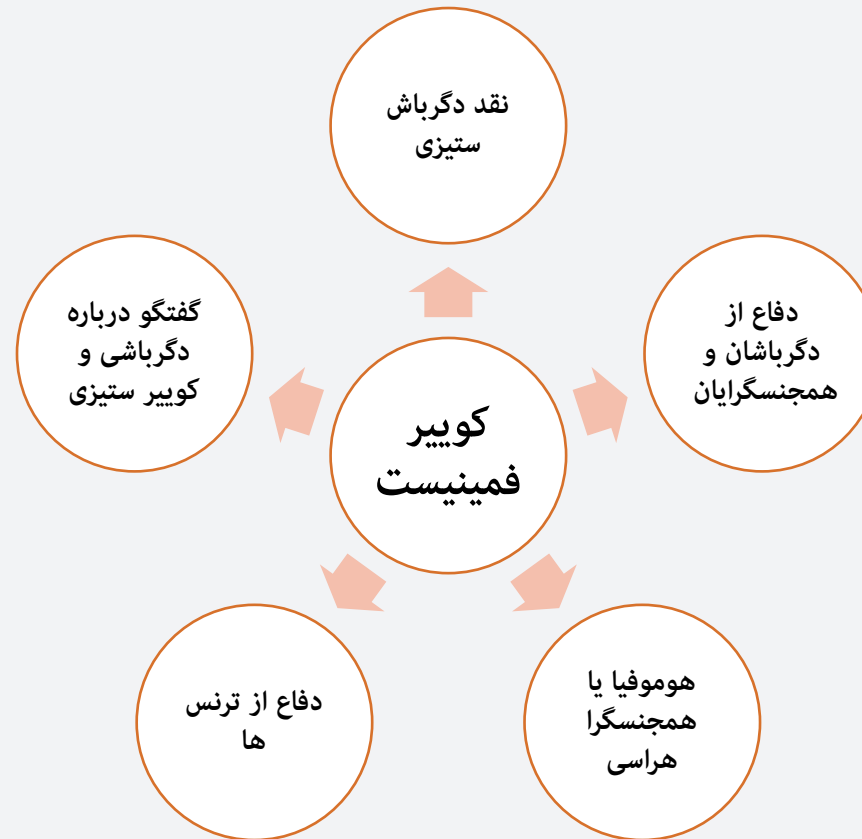 نقد دگرباش
ستیزی
دفاع از
دگرباشان و
همجنسگرایان
گفتگو درباره
دگرباشی و
کوییر ستیزی
کوییر
فمینیست
هوموفیا یا
همجنسگرا
هراسی
دفاع از ترنس
ها